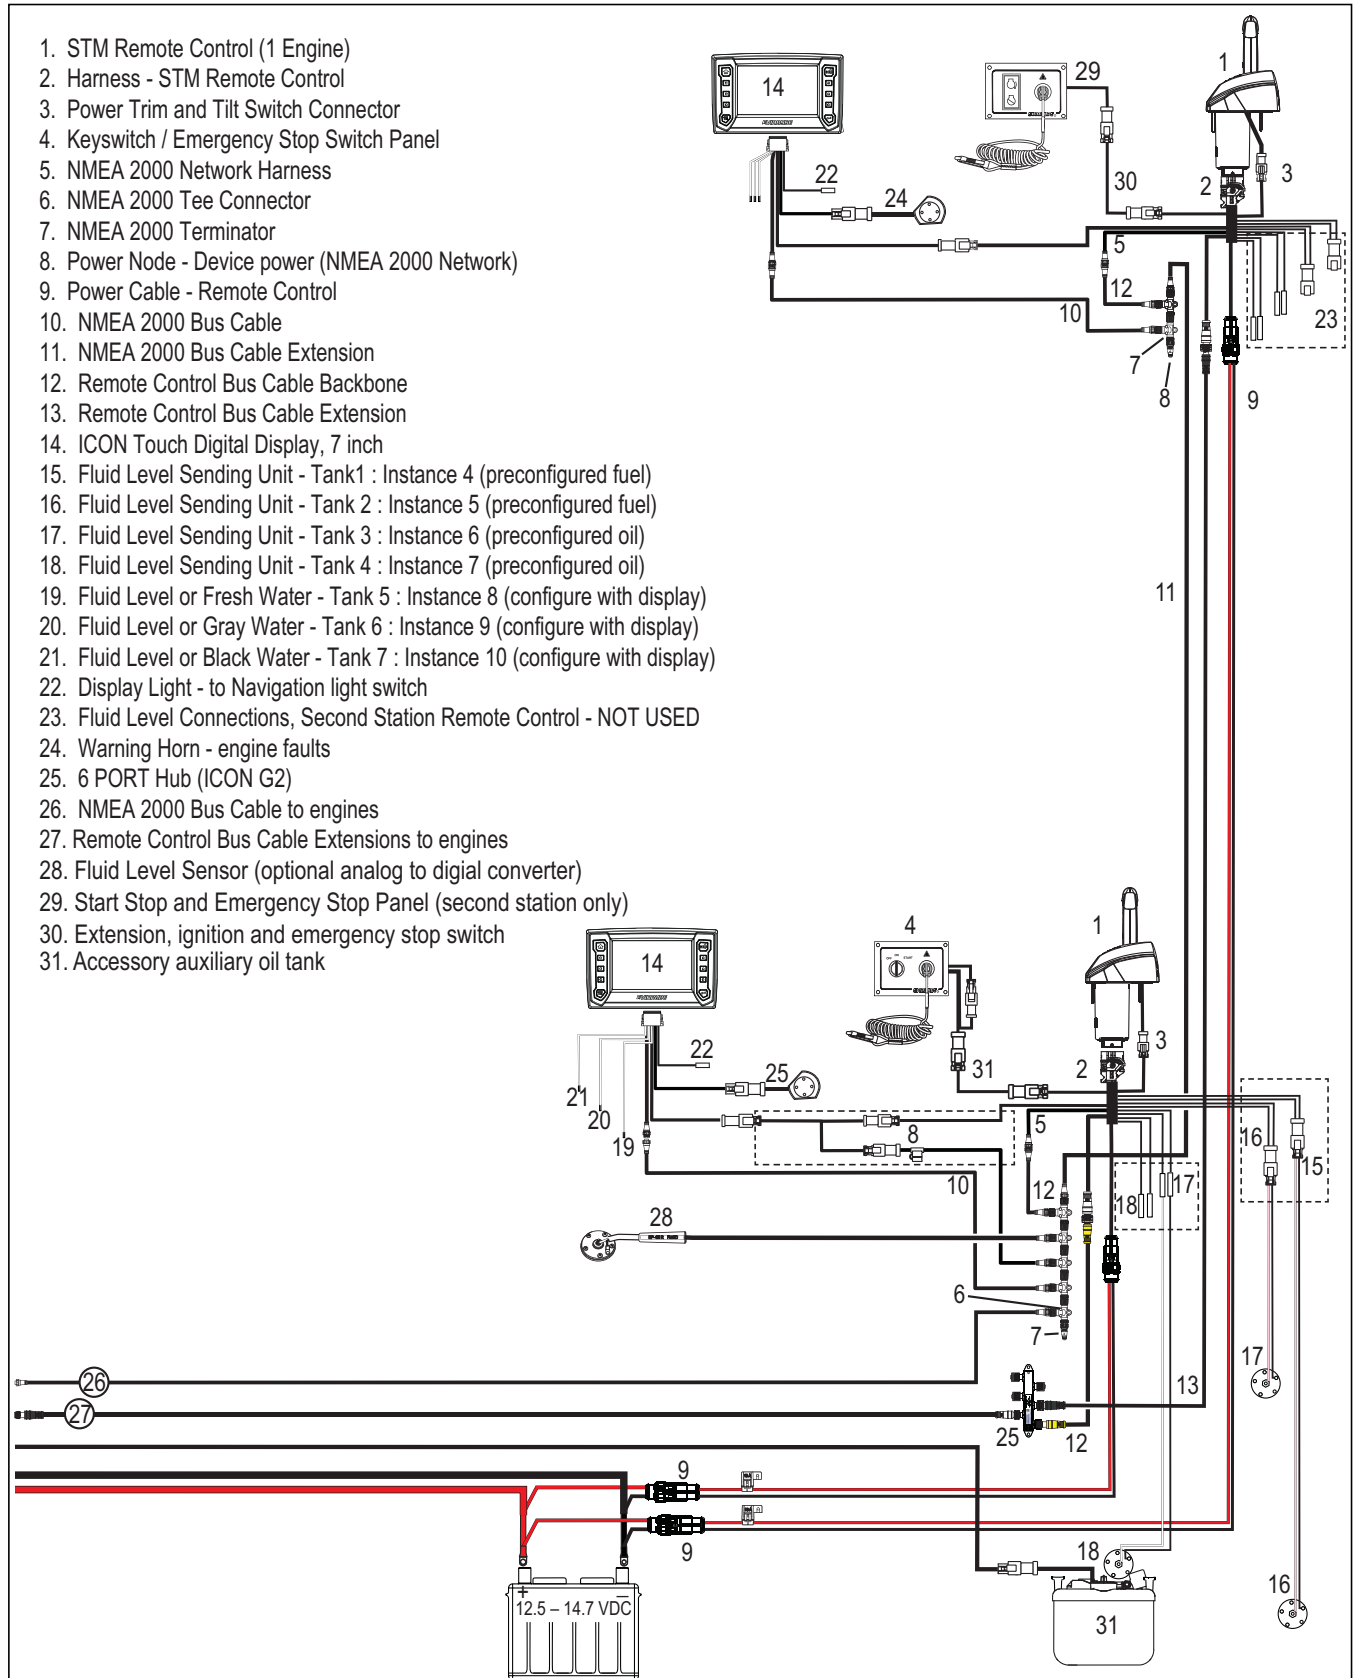 1. STM Remote Control (1 Engine)
2. Harness - STM Remote Control
3. Power Trim and Tilt Switch Connector
4. Keyswitch / Emergency Stop Switch Panel
5. NMEA 2000 Network Harness
6. NMEA 2000 Tee Connector
7. NMEA 2000 Terminator
8. Power Node - Device power (NMEA 2000 Network)
9. Power Cable - Remote Control
10. NMEA 2000 Bus Cable
11. NMEA 2000 Bus Cable Extension
12. Remote Control Bus Cable Backbone
13. Remote Control Bus Cable Extension
14. ICON Touch Digital Display, 7 inch
15. Fluid Level Sending Unit - Tank1 : Instance 4 (preconfigured fuel)
16. Fluid Level Sending Unit - Tank 2 : Instance 5 (preconfigured fuel)
17. Fluid Level Sending Unit - Tank 3 : Instance 6 (preconfigured oil)
18. Fluid Level Sending Unit - Tank 4 : Instance 7 (preconfigured oil)
19. Fluid Level or Fresh Water - Tank 5 : Instance 8 (configure with display)
20. Fluid Level or Gray Water - Tank 6 : Instance 9 (configure with display)
21. Fluid Level or Black Water - Tank 7 : Instance 10 (configure with display)
22. Display Light - to Navigation light switch
23. Fluid Level Connections, Second Station Remote Control - NOT USED
24. Warning Horn - engine faults
25. 6 PORT Hub (ICON G2)
26. NMEA 2000 Bus Cable to engines
27. Remote Control Bus Cable Extensions to engines
28. Fluid Level Sensor (optional analog to digial converter)
29. Start Stop and Emergency Stop Panel (second station only)
30. Extension, ignition and emergency stop switch
31. Accessory auxiliary oil tank
14
29
1
22
24
30
2
3
5
12
10
7
8
23
9
11
14
4
OFF
ON
START
1
22
25
31
2
3
21
20
19
8
5
10
12
18
17
16
15
28
6
7
26
27
25
12
13
17
9
9
18
16
31
+
–
12.5 – 14.7 VDC